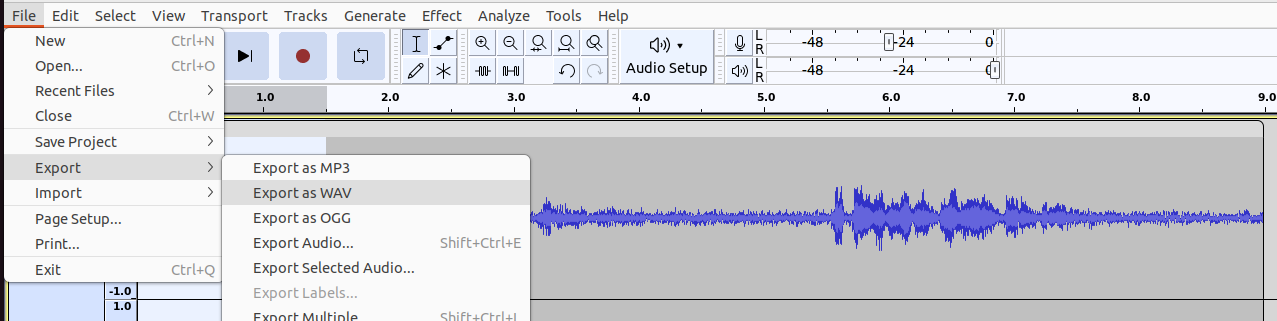 File Edit Select View Transport Tracks Generate Effect Analyze Tools Help
New Ctrl+N
Open... Ctrl+O
Recent Files
Close Ctrl+W
Save Project
Export
Import
Page Setup...
Print...
Exit Ctrl+Q
Export as MP3
Export as WAV
Export as OGG
Export Audio... Shift+Ctrl+E
Export Selected Audio...
Export Labels...
Export Multiple Shift+Ctrl+L
Audio Setup
L
R
-48 -24 0
L
R
-48 -24 0
1.0 2.0 3.0 4.0 5.0 6.0 7.0 8.0 9.0
-1.0
1.0